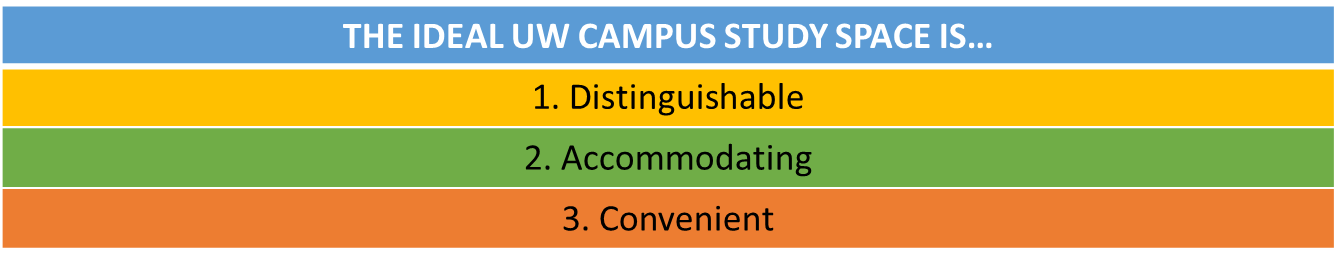 THE IDEAL UW CAMPUS STUDY SPACE IS…
1. Distinguishable
2. Accommodating
3. Convenient